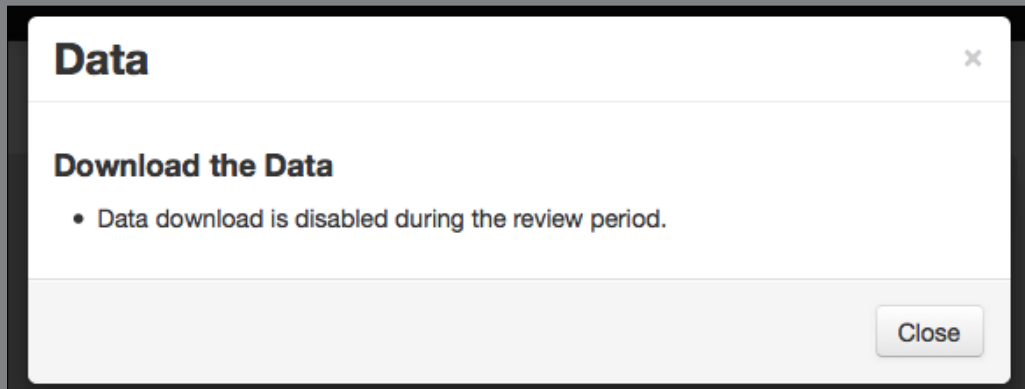 Data
×
Download the Data
• Data download is disabled during the review period.
Close